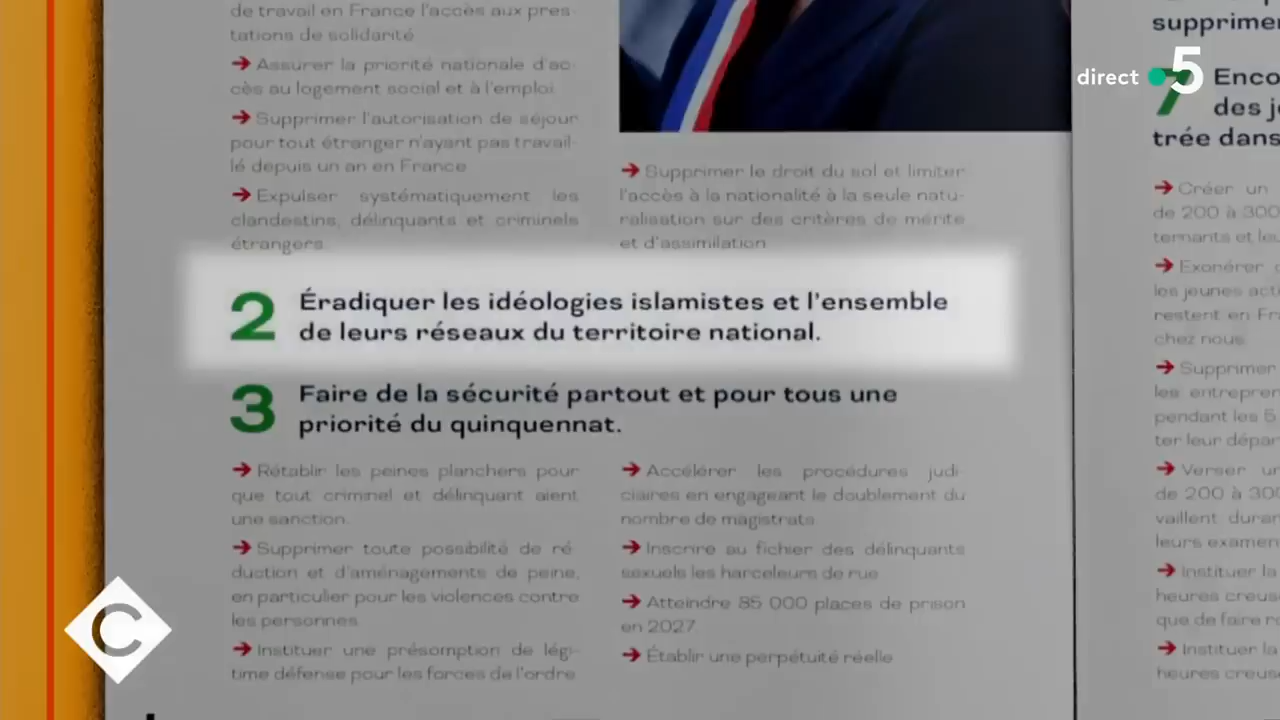 de travail en France l'accès aux pres-
tations de solidarité
→ Assurer la priorité nationale d'ac-
cès au logement social et à l'emploi.
→ Supprimer l'autorisation de séjour
pour tout étranger n'ayant pas travail-
lé depuis un an en France
→ Expulser systématiquement les
clandestins, délinquants et criminels
étrangers
→ Supprimer le droit du sol et limiter
l'accès à la nationalité à la seule natu-
ralisation sur des critères de mérite
et d'assimilation
2 Éradiquer les idéologies islamistes et l'ensemble
de leurs réseaux du territoire national.
3 Faire de la sécurité partout et pour tous une
priorité du quinquennat.
→ Rétablir les peines planchers pour
que tout criminel et délinquant aient
une sanction.
→ Supprimer toute possibilité de ré-
duction et d'aménagements de peine,
en particulier pour les violences contre
les personnes
→ Instituer une présomption de légi-
time défense pour les forces de l'ordre
→ Accélérer les procédures judi-
ciaires en engageant le doublement du
nombre de magistrats
→ Inscrire au fichier des délinquants
sexuels les harceleurs de rue
→ Atteindre 85 000 places de prison
en 2027
→ Établir une perpétuité réelle
direct 5
7 Enco
des j
trée dans
→ Créer un
de 200 à 300
ternants et leu
→ Exonérer
les jeunes acti
restent en Fr
chez nous
→ Supprimer
les entrepren
pendant les 5
ter leur dépar
→ Verser un
de 200 à 300
vaillent duran
leurs examen
→ Instituer la
heures creuse
que de faire ro
→ Instituer la
heures creuse
C